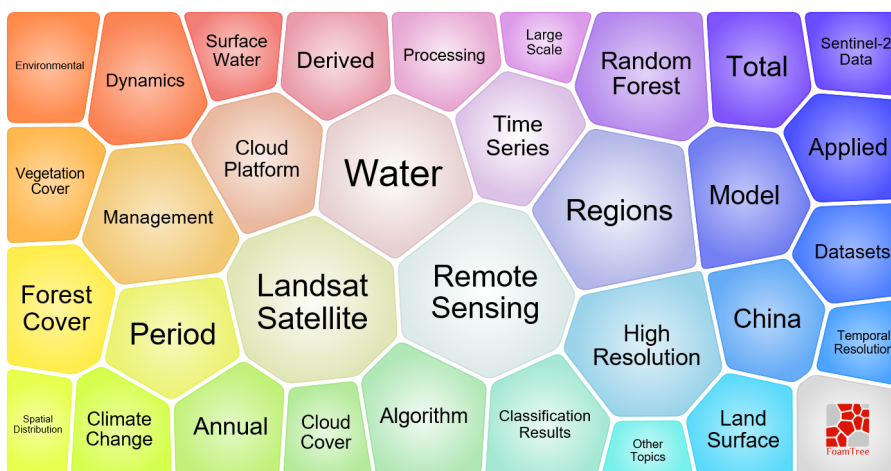 Environmental
Dynamics
Surface
Water
Derived
Processing
Large
Scale
Random
Forest
Total
Sentinel-2
Data
Vegetation
Cover
Management
Cloud
Platform
Water
Time
Series
Regions
Model
Applied
Datasets
Forest
Cover
Period
Landsat
Satellite
Remote
Sensing
High
Resolution
China
Temporal
Resolution
Spatial
Distribution
Climate
Change
Annual
Cloud
Cover
Algorithm
Classification
Results
Other
Topics
Land
Surface
FoamTree